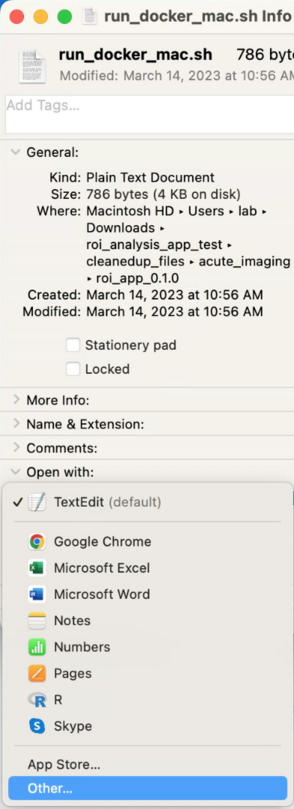 run_docker_mac.sh Info
run_docker_mac.sh 786 byte
Modified: March 14, 2023 at 10:56 AM
Add Tags...
General:
Kind: Plain Text Document
Size: 786 bytes (4 KB on disk)
Where: Macintosh HD ▸ Users ▸ lab ▸
Downloads ▸
roi_analysis_app_test ▸
cleanedup_files ▸ acute_imaging
▸ roi_app_0.1.0
Created: March 14, 2023 at 10:56 AM
Modified: March 14, 2023 at 10:56 AM
Stationery pad
Locked
More Info:
Name & Extension:
Comments:
Open with:
TextEdit (default)
Google Chrome
Microsoft Excel
Microsoft Word
Notes
Numbers
Pages
R
Skype
App Store...
Other...